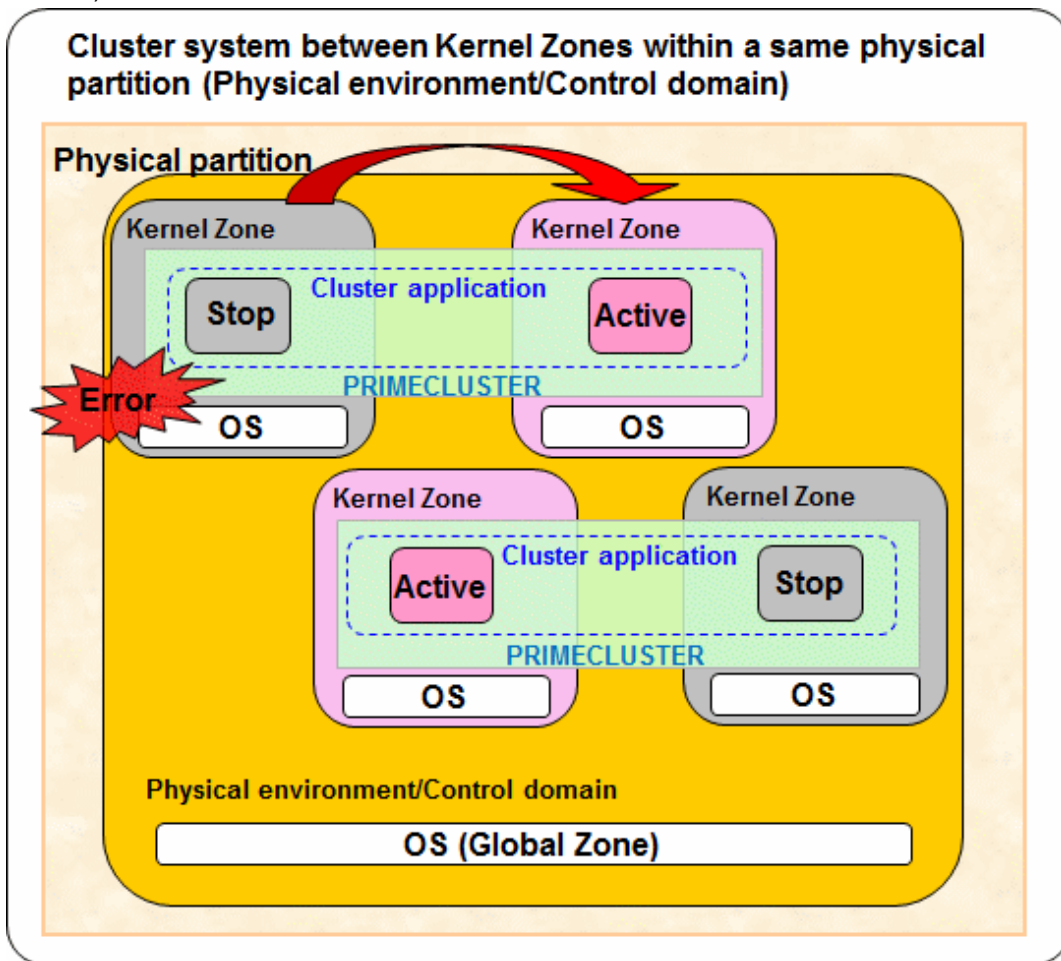 Cluster system between Kernel Zones within a same physical
partition (Physical environment/Control domain)
Physical partition
Kernel Zone
Kernel Zone
Cluster application
Stop
Active
PRIMECLUSTER
Error
OS
OS
Kernel Zone
Kernel Zone
Cluster application
Active
Stop
PRIMECLUSTER
OS
OS
Physical environment/Control domain
OS (Global Zone)